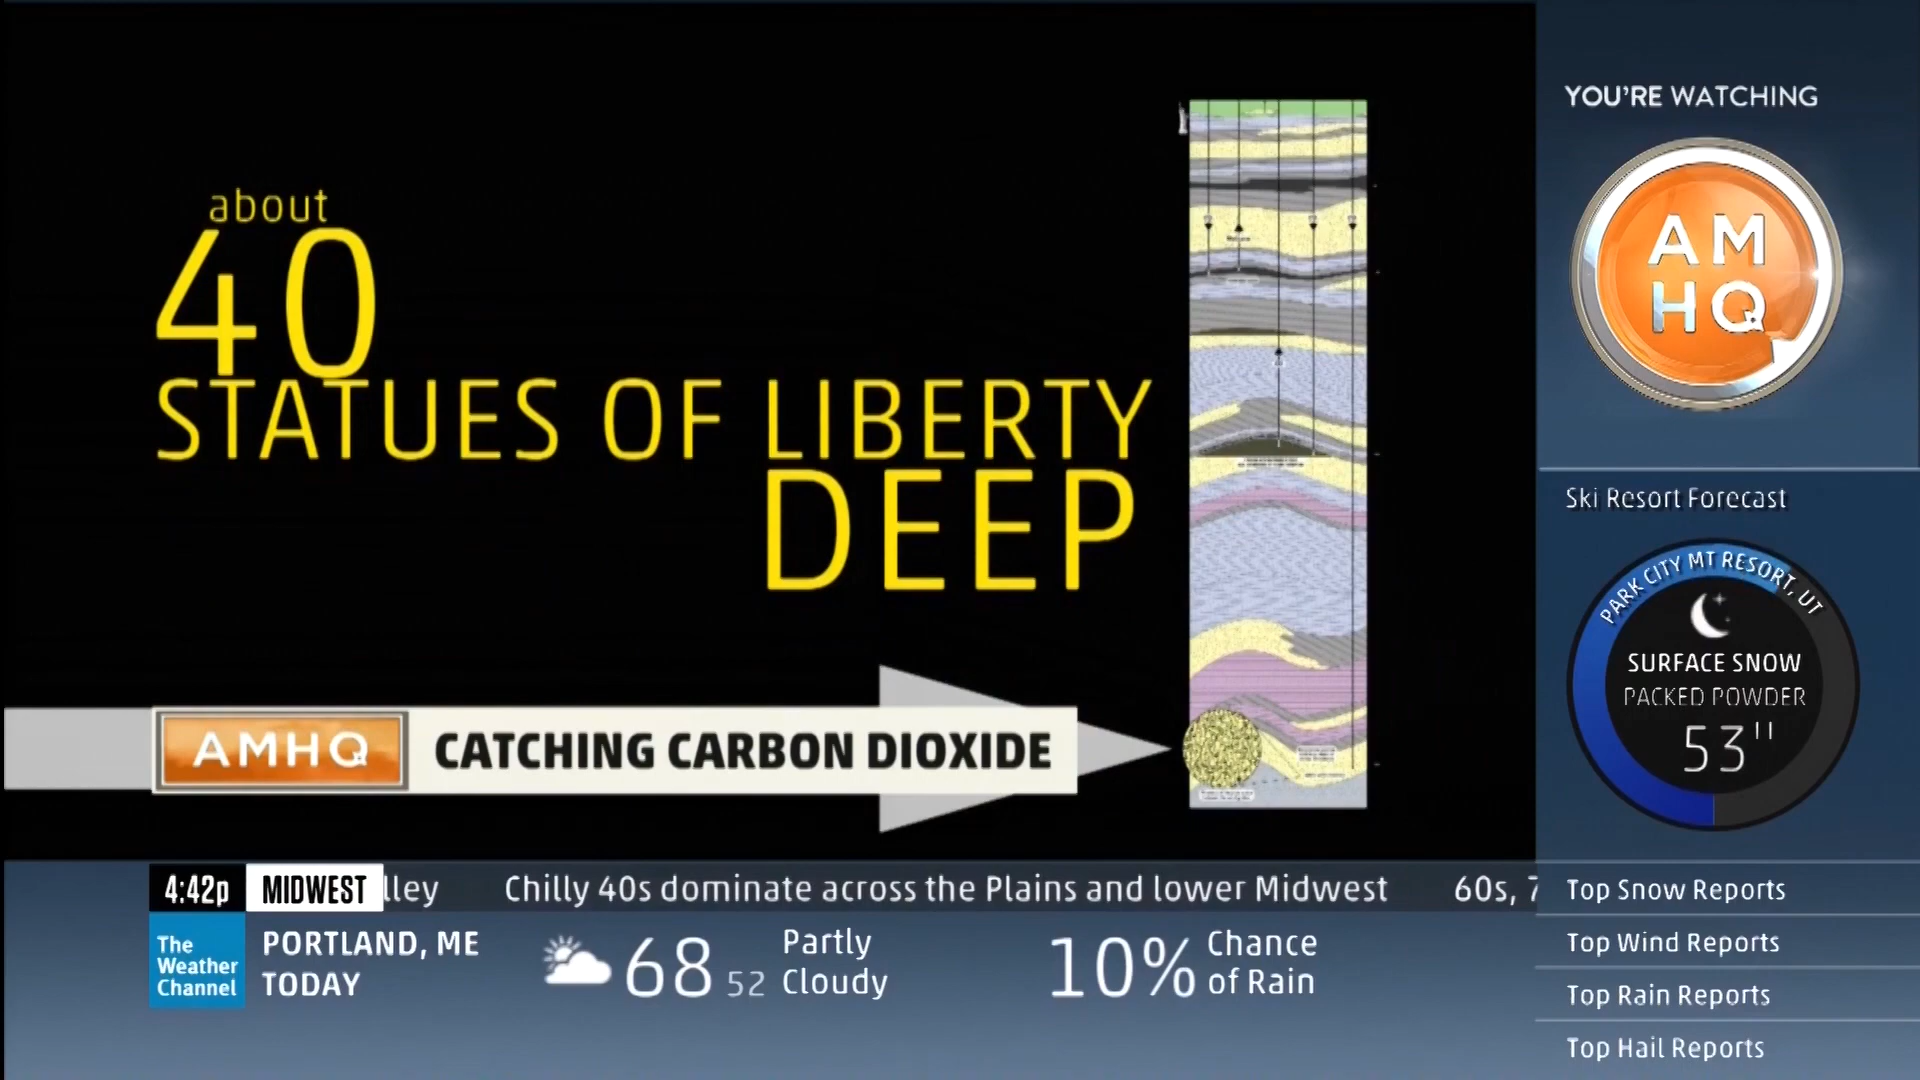 about
40
STATUES OF LIBERTY
DEEP
AMHQ
CATCHING CARBON DIOXIDE
YOU'RE WATCHING
AM
HQ
Ski Resort Forecast
PARK CITY MT RESORT, UT
SURFACE SNOW
PACKED POWDER
53"
4:42p MIDWEST lley Chilly 40s dominate across the Plains and lower Midwest 60s, 7
The
Weather
Channel
PORTLAND, ME
TODAY
68 52
Partly
Cloudy
10%
Chance
of Rain
Top Snow Reports
Top Wind Reports
Top Rain Reports
Top Hail Reports